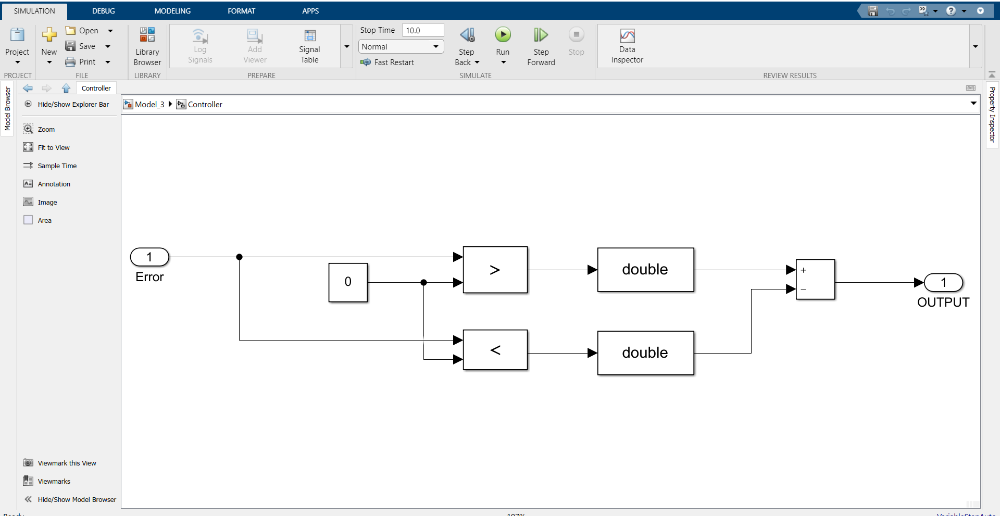 SIMULATION DEBUG MODELING FORMAT APPS
Project
New
Open
Save
Print
Library
Browser
Log
Signals
Add
Viewer
Signal
Table
Stop Time 10.0
Normal
Fast Restart
Step
Back
Run
Step
Forward
Stop
Data
Inspector
PROJECT FILE LIBRARY PREPARE SIMULATE REVIEW RESULTS
Model Browser
Controller
Property Inspector
Hide/Show Explorer Bar
Model_3 Controller
Zoom
Fit to View
Sample Time
Annotation
Image
Area
1
Error
0
>
double
+
−
1
OUTPUT
<
double
Viewmark this View
Viewmarks
Hide/Show Model Browser